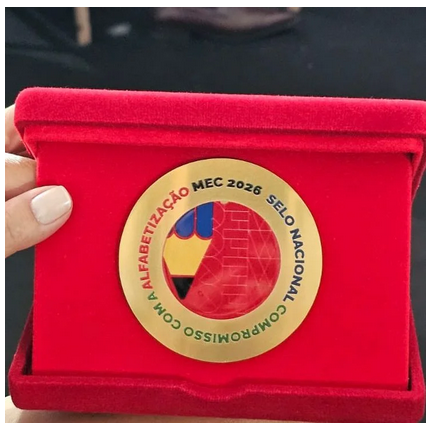 SELO NACIONAL COMPROMISSO COM A ALFABETIZAÇÃO MEC 2026